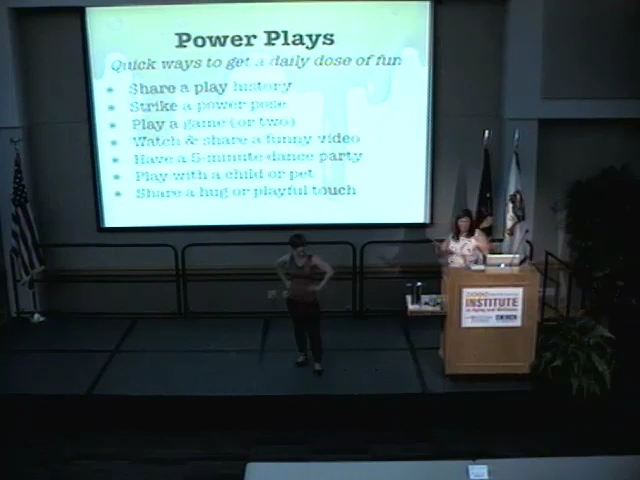 Power Plays
Quick ways to get a daily dose of fun
Share a play history
Strike a power pose
Play a game (or two)
Watch & share a funny video
Have a 5-minute dance party
Play with a child or pet
Share a hug or playful touch
INSTITUTE